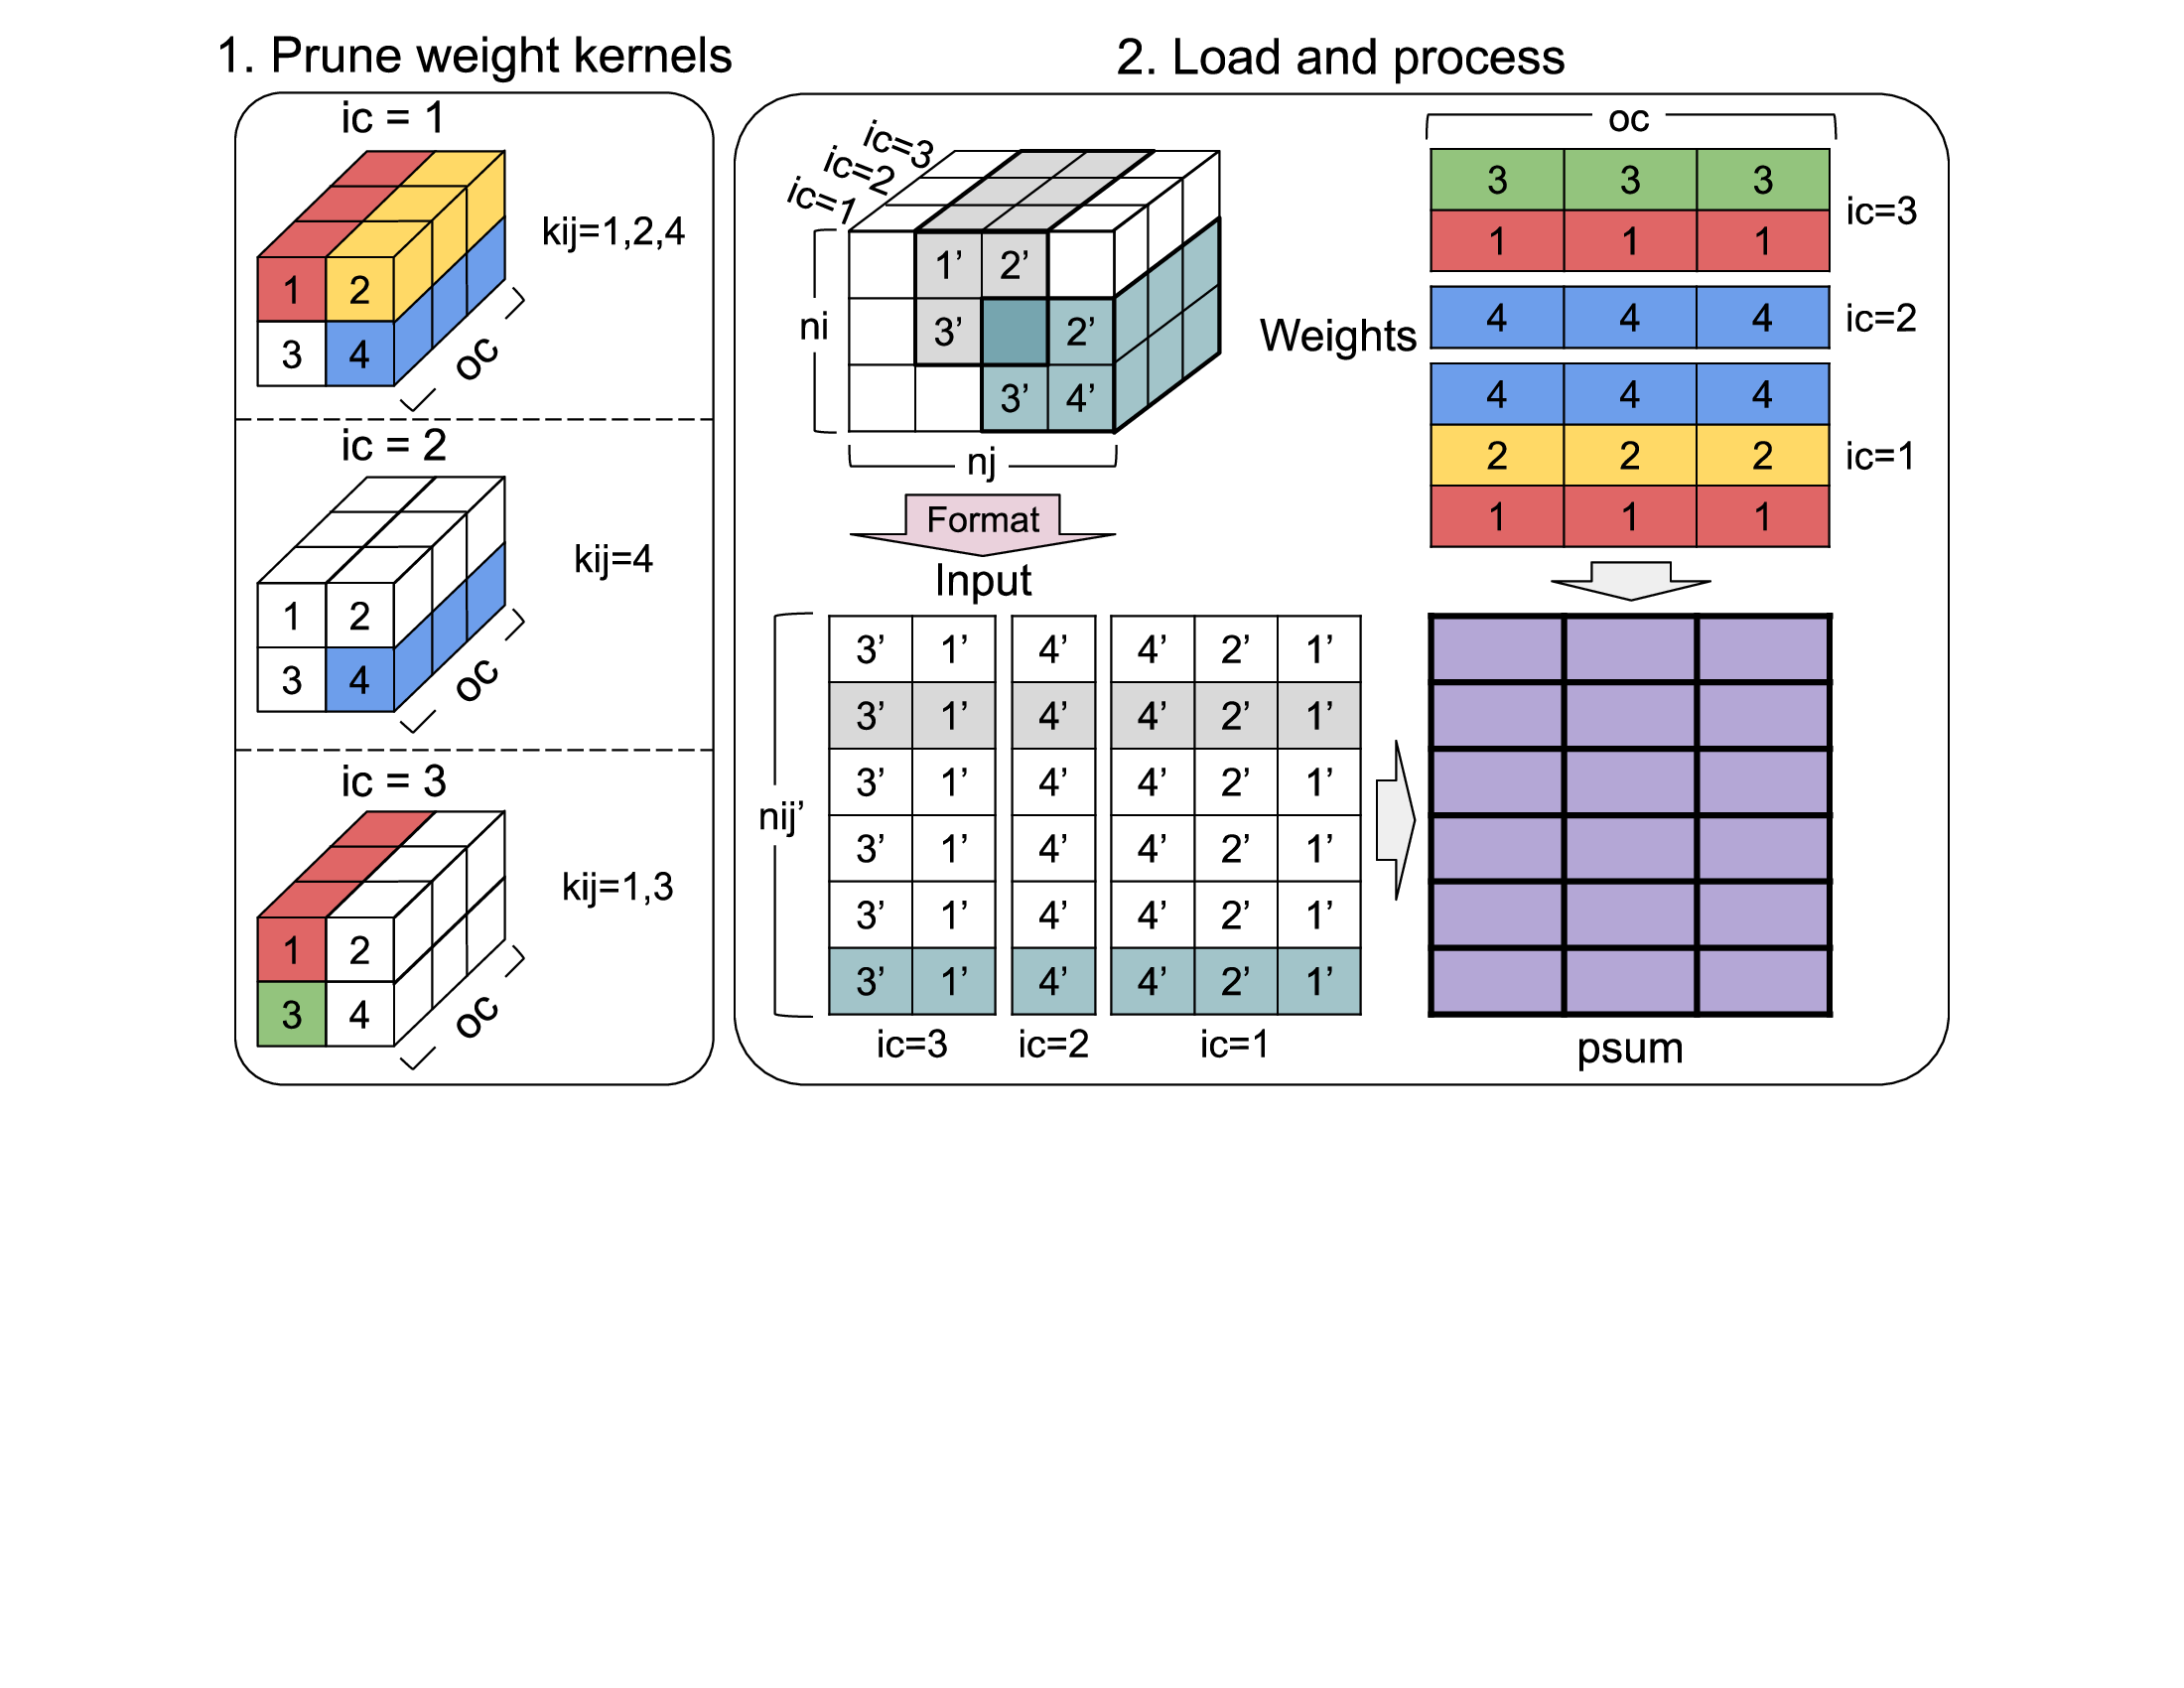 1. Prune weight kernels
ic = 1
1 2
3 4
kij=1,2,4
oc
ic = 2
1 2
3 4
kij=4
oc
ic = 3
1 2
3 4
kij=1,3
oc
2. Load and process
ic=3
ic=2
ic=1
1’ 2’
3’ 2’
3’ 4’
ni
nj
Format
Input
nij’
3’ 1’ 4’ 4’ 2’ 1’
3’ 1’ 4’ 4’ 2’ 1’
3’ 1’ 4’ 4’ 2’ 1’
3’ 1’ 4’ 4’ 2’ 1’
3’ 1’ 4’ 4’ 2’ 1’
3’ 1’ 4’ 4’ 2’ 1’
ic=3 ic=2 ic=1
oc
Weights
3 3 3
1 1 1
ic=3
4 4 4
ic=2
4 4 4
2 2 2
1 1 1
ic=1
psum